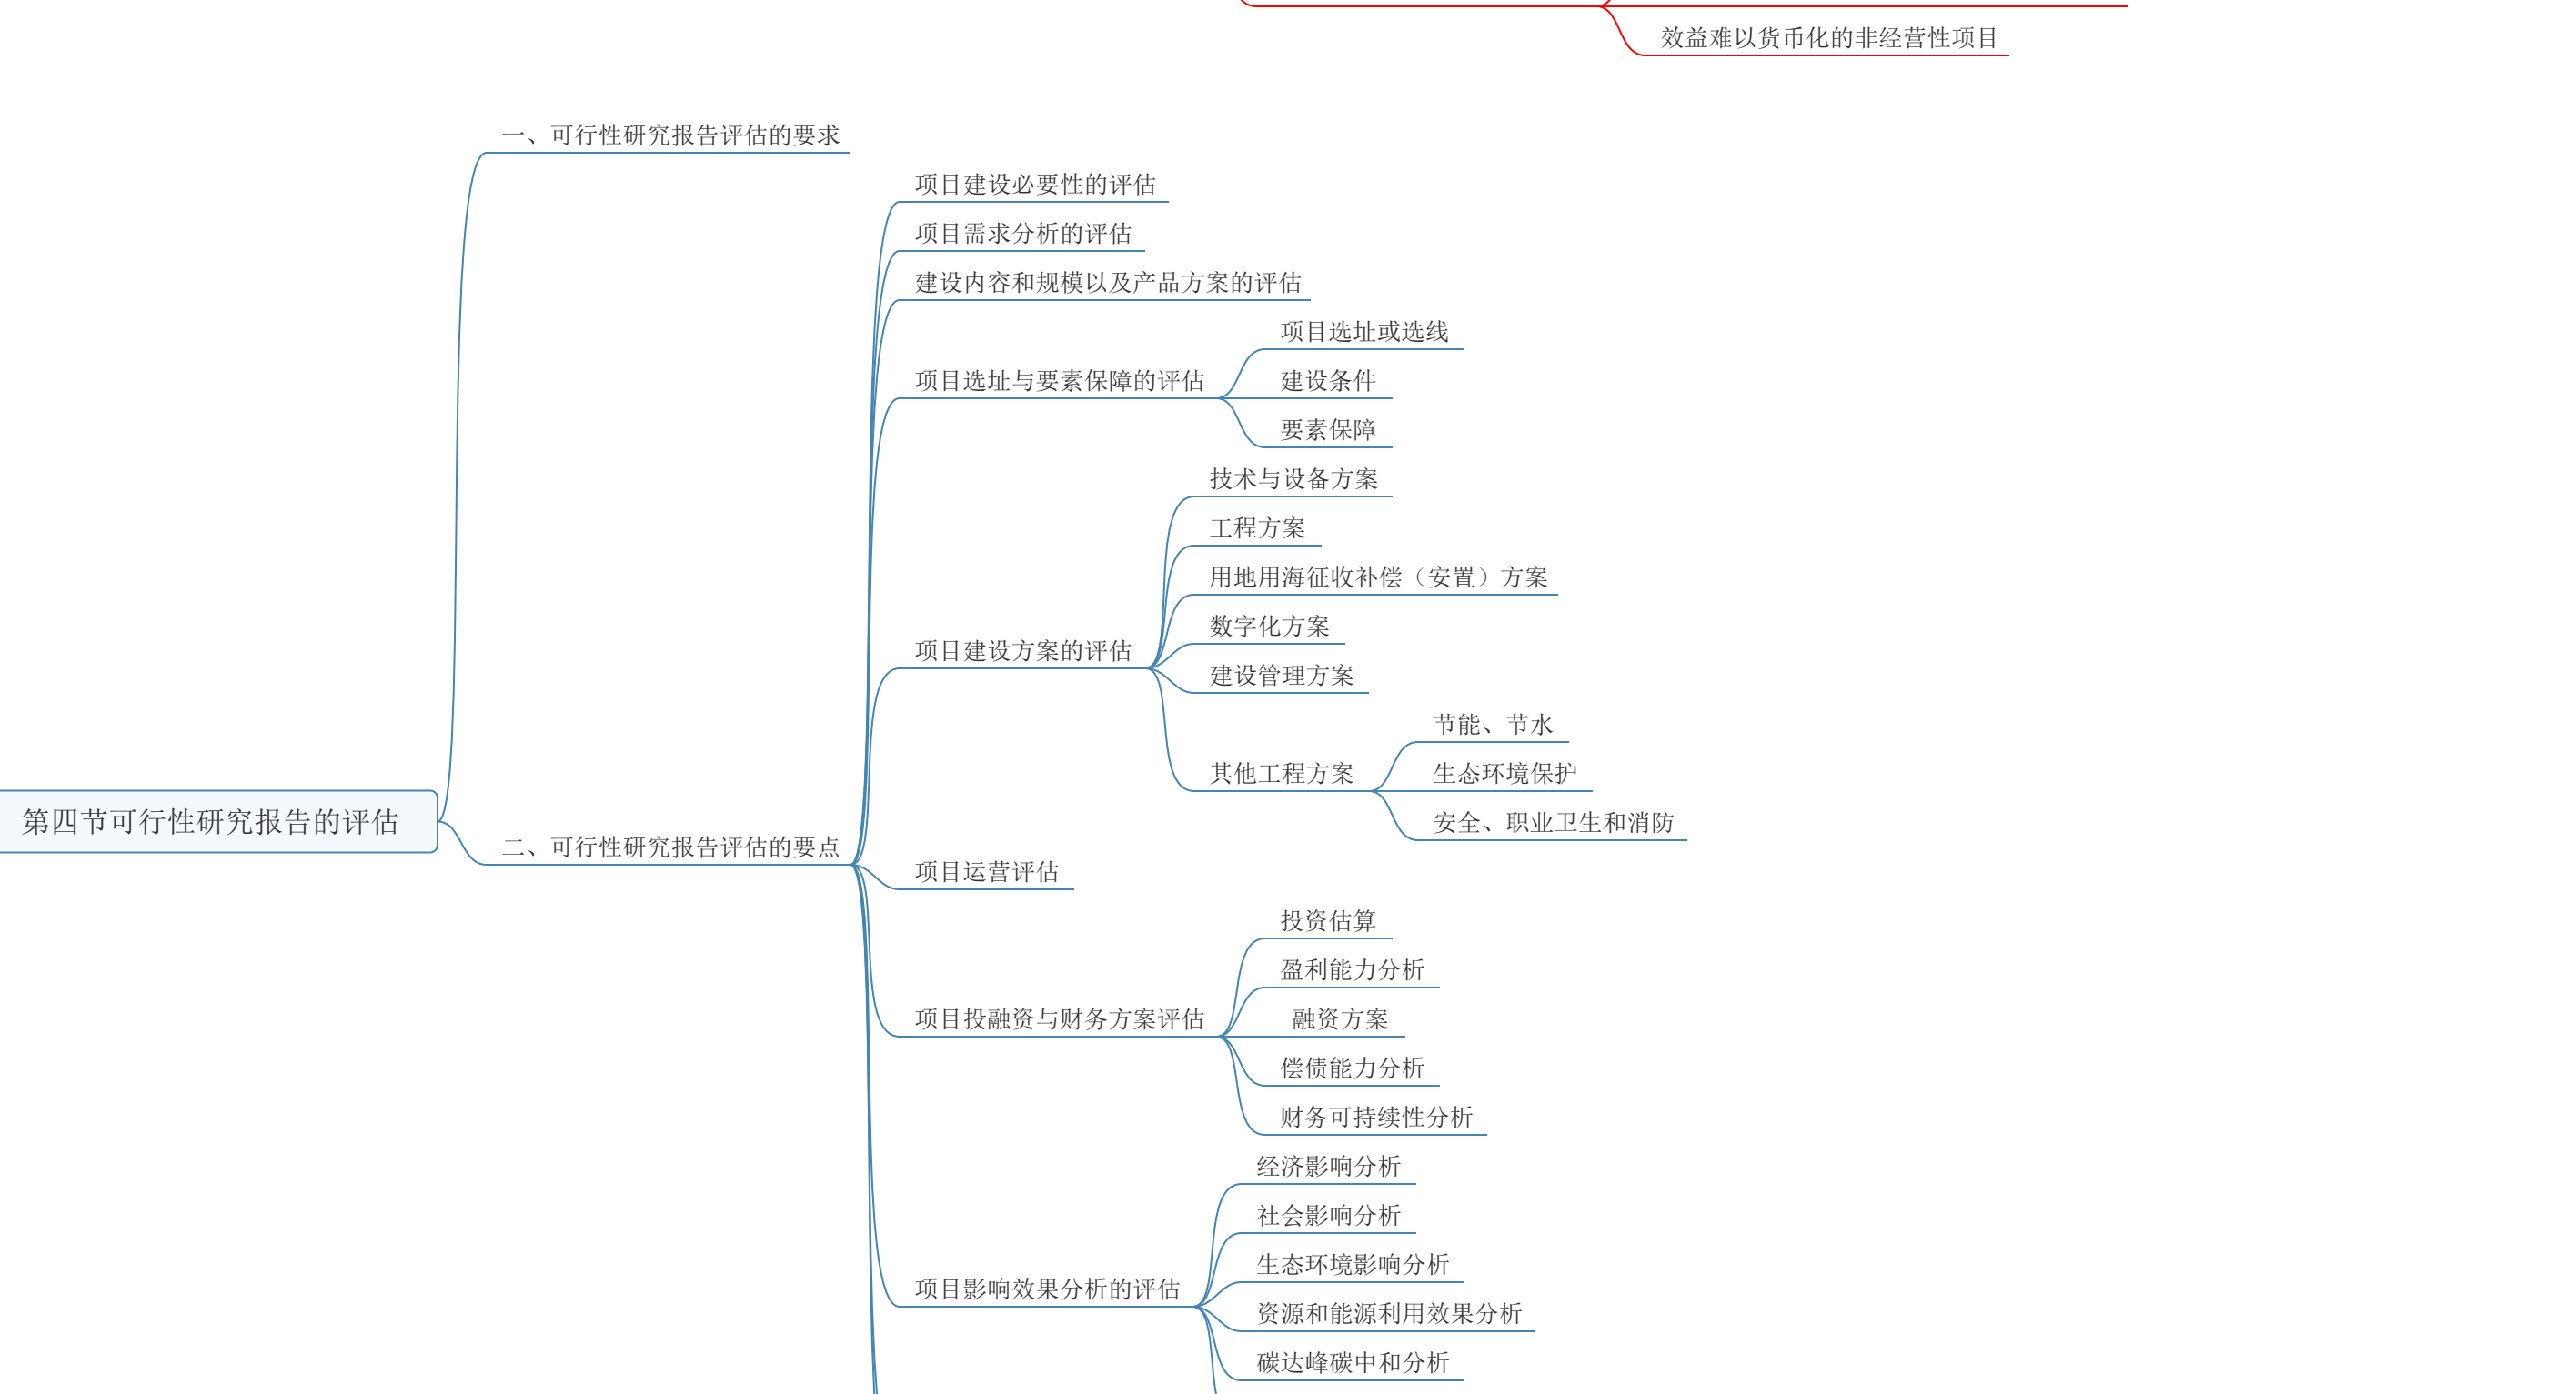 效益难以货币化的非经营性项目
一、可行性研究报告评估的要求
项目建设必要性的评估
项目需求分析的评估
建设内容和规模以及产品方案的评估
项目选址或选线
项目选址与要素保障的评估
建设条件
要素保障
技术与设备方案
工程方案
用地用海征收补偿（安置）方案
数字化方案
项目建设方案的评估
建设管理方案
节能、节水
其他工程方案
生态环境保护
安全、职业卫生和消防
第四节可行性研究报告的评估
二、可行性研究报告评估的要点
项目运营评估
投资估算
盈利能力分析
项目投融资与财务方案评估
融资方案
偿债能力分析
财务可持续性分析
经济影响分析
社会影响分析
生态环境影响分析
项目影响效果分析的评估
资源和能源利用效果分析
碳达峰碳中和分析